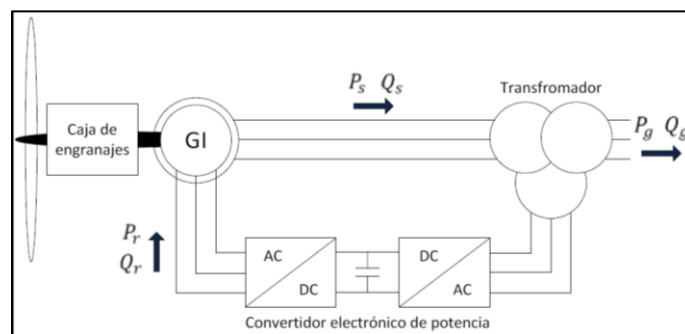 P_s Q_s
Transfromador
P_g Q_g
Caja de
engranajes
GI
P_r
Q_r
AC
DC
DC
AC
Convertidor electrónico de potencia